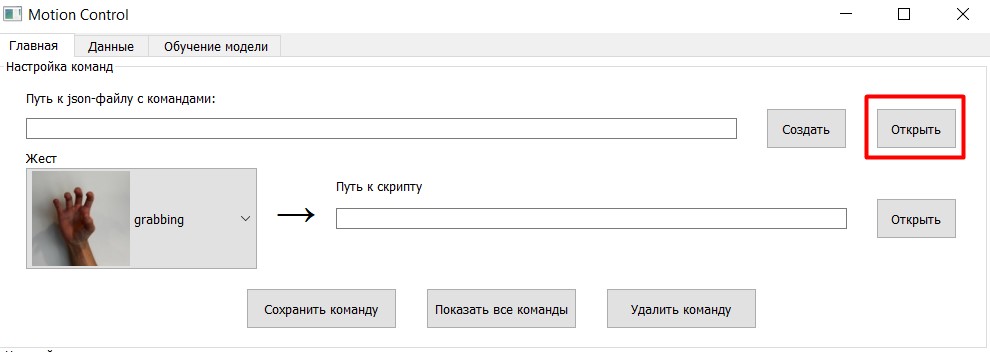 Motion Control
Главная Данные Обучение модели
Настройка команд
Путь к json-файлу с командами:
Создать Открыть
Жест
Путь к скрипту
grabbing
→
Открыть
Сохранить команду Показать все команды Удалить команду